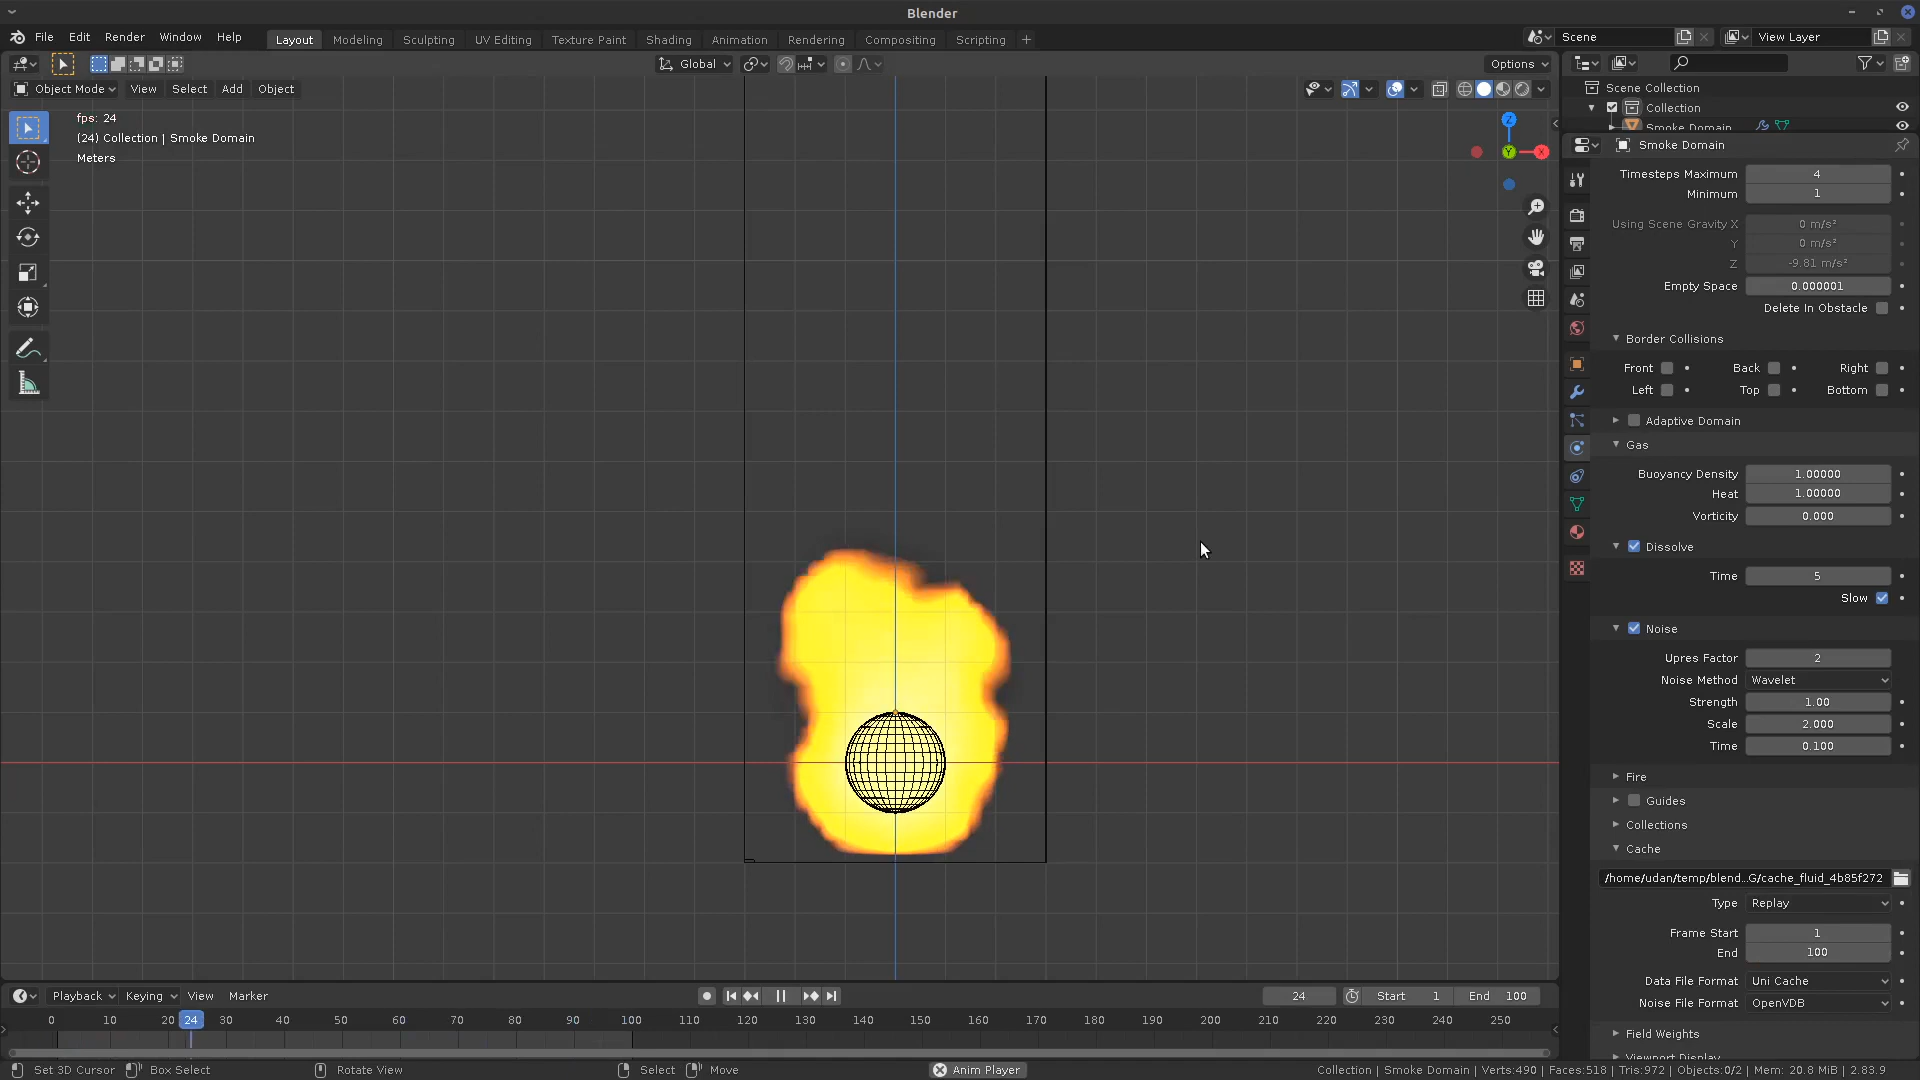 Blender
File Edit Render Window Help Layout Modeling Sculpting UV Editing Texture Paint Shading Animation Rendering Compositing Scripting + Scene View Layer
Global Options
Object Mode View Select Add Object
Scene Collection
Collection
Smoke Domain
fps: 24
(24) Collection | Smoke Domain
Meters
Z
Y
X
Smoke Domain
Timesteps Maximum 4
Minimum 1
Using Scene Gravity X 0 m/s²
Y 0 m/s²
Z -9.81 m/s²
Empty Space 0.000001
Delete In Obstacle
Border Collisions
Front Back Right
Left Top Bottom
Adaptive Domain
Gas
Buoyancy Density 1.00000
Heat 1.00000
Vorticity 0.000
Dissolve
Time 5
Slow
Noise
Upres Factor 2
Noise Method Wavelet
Strength 1.00
Scale 2.000
Time 0.100
Fire
Guides
Collections
Cache
/home/udan/temp/blend...G/cache_fluid_4b85f272
Type Replay
Frame Start 1
End 100
Data File Format Uni Cache
Noise File Format OpenVDB
Field Weights
Viewport Display
Playback Keying View Marker 24 Start 1 End 100
0 10 20 24 30 40 50 60 70 80 90 100 110 120 130 140 150 160 170 180 190 200 210 220 230 240 250
Set 3D Cursor Box Select Rotate View Select Move Anim Player Collection | Smoke Domain | Verts:490 | Faces:518 | Tris:972 | Objects:0/2 | Mem: 20.8 MiB | 2.83.9